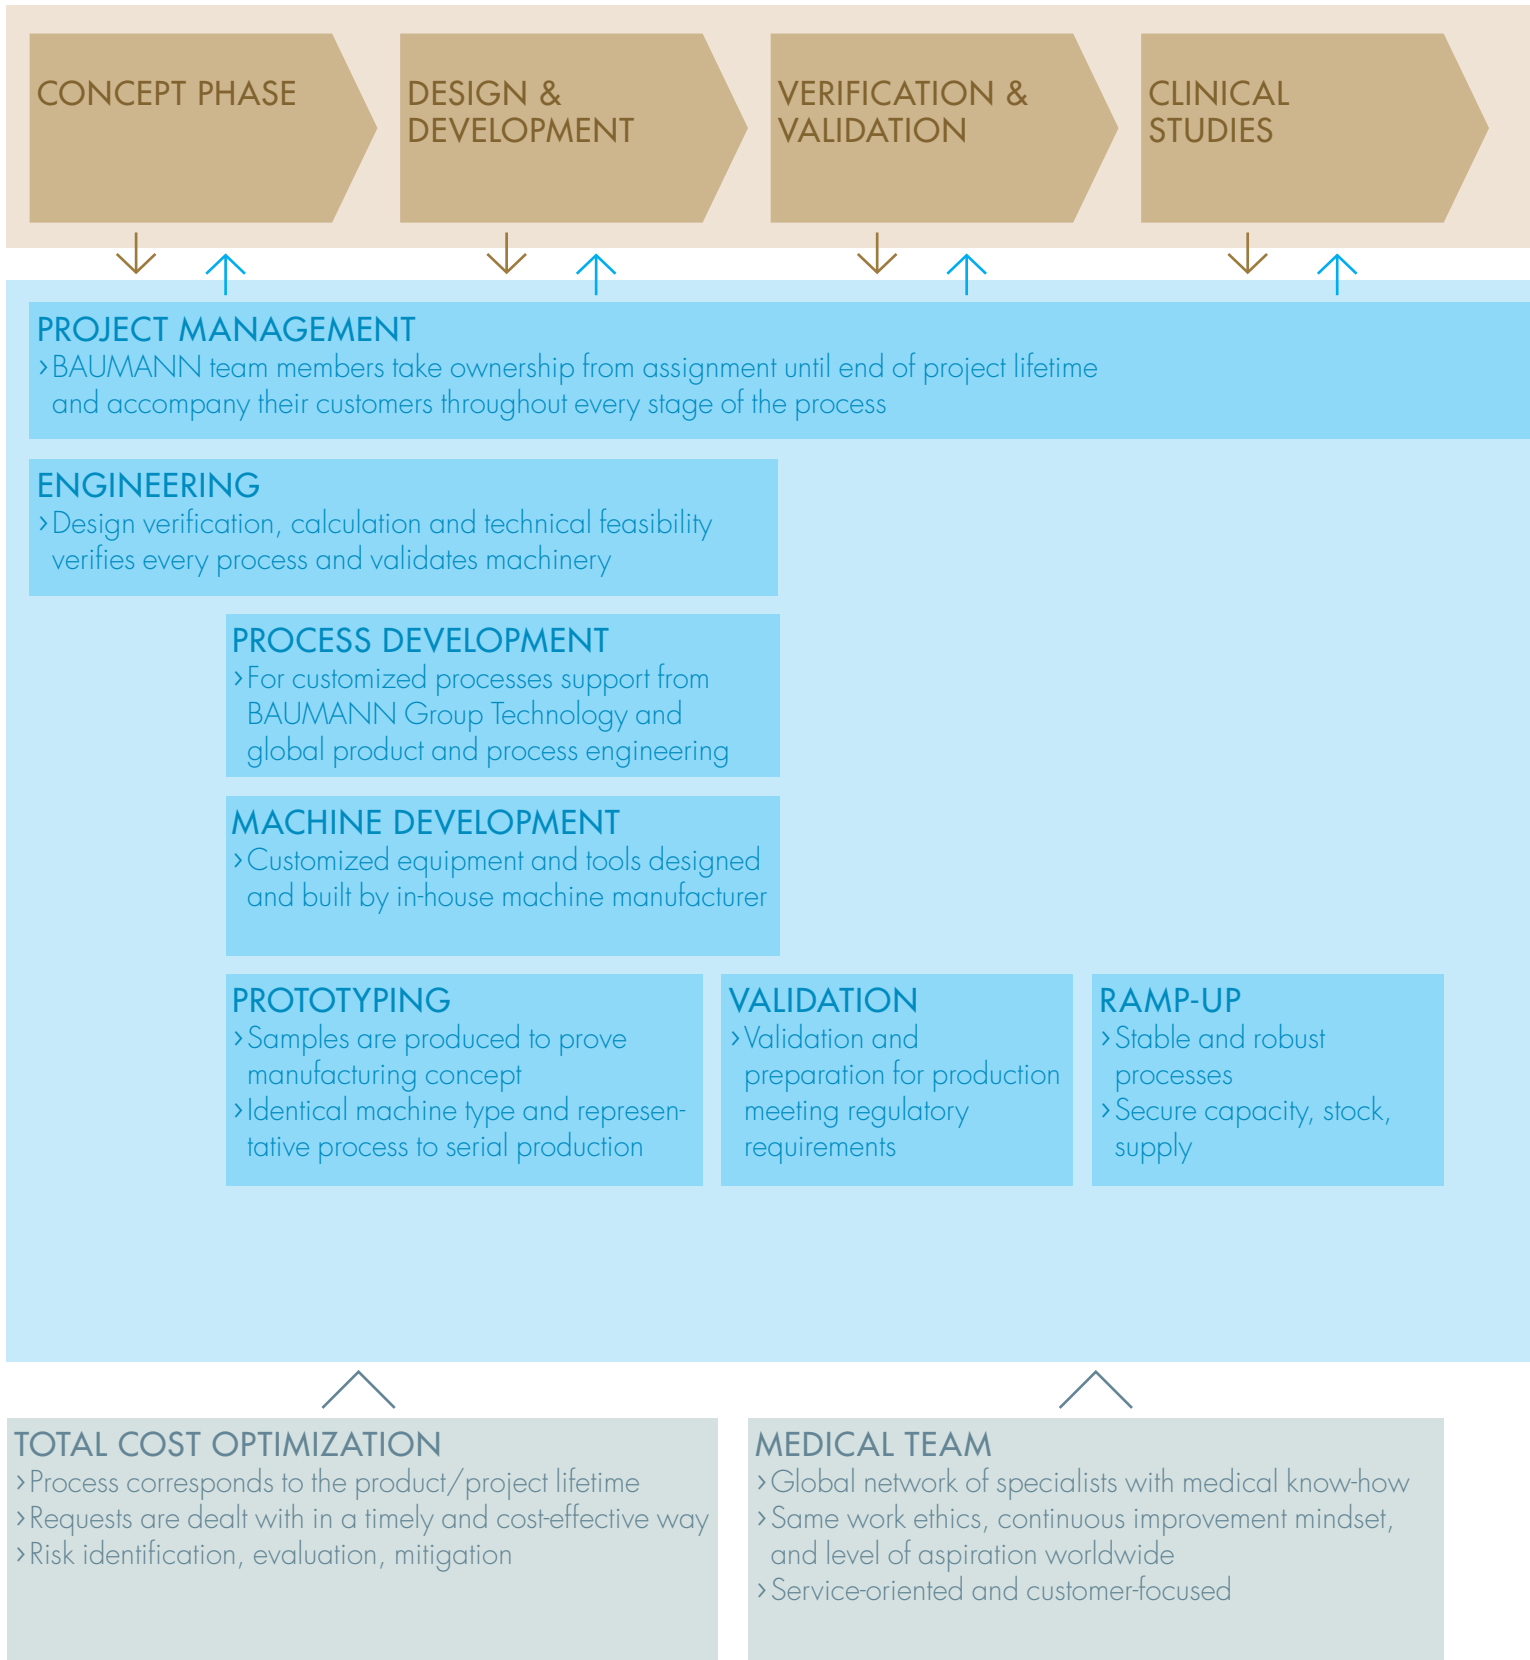 CONCEPT PHASE
DESIGN &
DEVELOPMENT
VERIFICATION &
VALIDATION
CLINICAL
STUDIES
PROJECT MANAGEMENT
›BAUMANN team members take ownership from assignment until end of project lifetime
and accompany their customers throughout every stage of the process
ENGINEERING
›Design verification, calculation and technical feasibility
verifies every process and validates machinery
PROCESS DEVELOPMENT
›For customized processes support from
BAUMANN Group Technology and
global product and process engineering
MACHINE DEVELOPMENT
›Customized equipment and tools designed
and built by in-house machine manufacturer
PROTOTYPING
›Samples are produced to prove
manufacturing concept
›Identical machine type and represen-
tative process to serial production
VALIDATION
›Validation and
preparation for production
meeting regulatory
requirements
RAMP-UP
›Stable and robust
processes
›Secure capacity, stock,
supply
TOTAL COST OPTIMIZATION
›Process corresponds to the product/project lifetime
›Requests are dealt with in a timely and cost-effective way
›Risk identification, evaluation, mitigation
MEDICAL TEAM
›Global network of specialists with medical know-how
›Same work ethics, continuous improvement mindset,
and level of aspiration worldwide
›Service-oriented and customer-focused